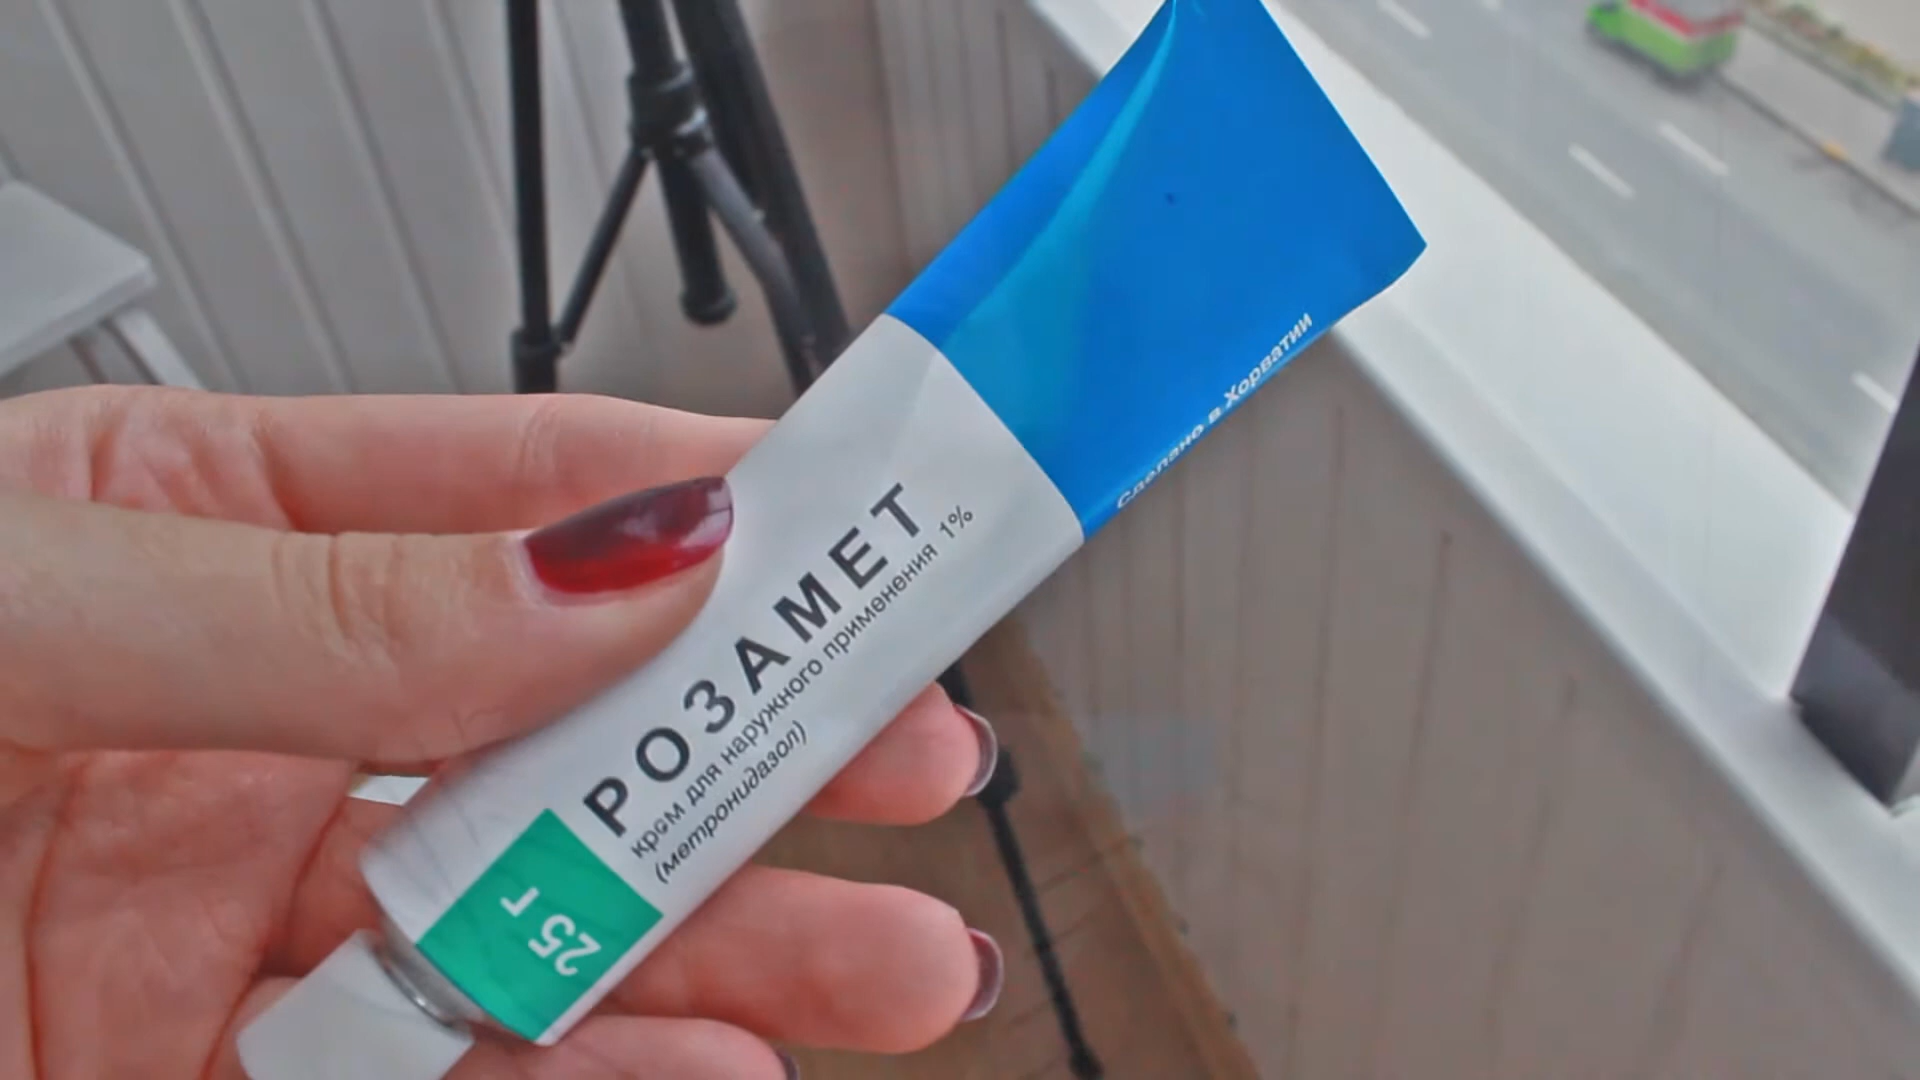 РОЗАМЕТ
крем для наружного применения 1%
(метронидазол)
25 г
Сделано в Хорватии